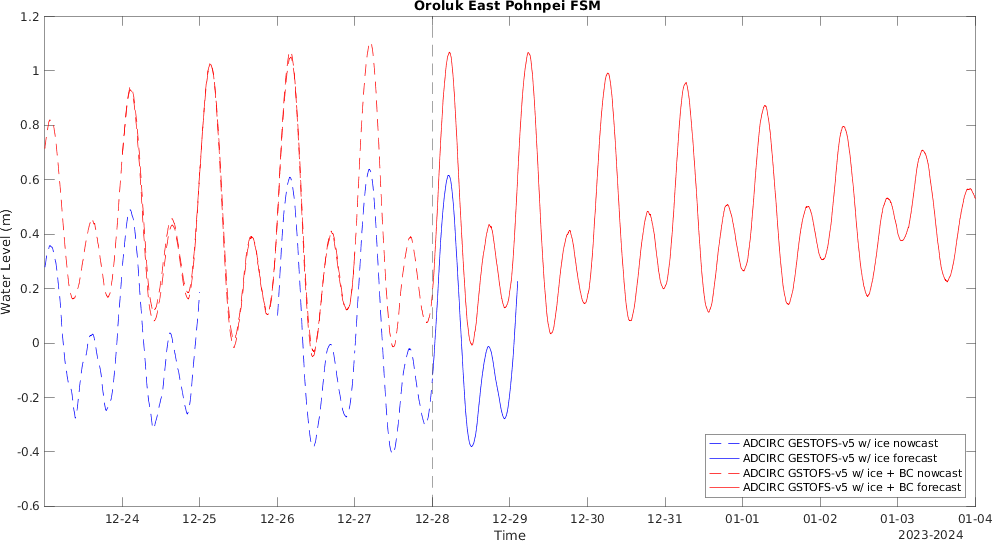 Oroluk East Pohnpei FSM
Water Level (m)
1.2
1
0.8
0.6
0.4
0.2
0
-0.2
-0.4
-0.6
ADCIRC GESTOFS-v5 w/ ice nowcast
ADCIRC GESTOFS-v5 w/ ice forecast
ADCIRC GSTOFS-v5 w/ ice + BC nowcast
ADCIRC GSTOFS-v5 w/ ice + BC forecast
12-24 12-25 12-26 12-27 12-28 12-29 12-30 12-31 01-01 01-02 01-03 01-04
Time
2023-2024